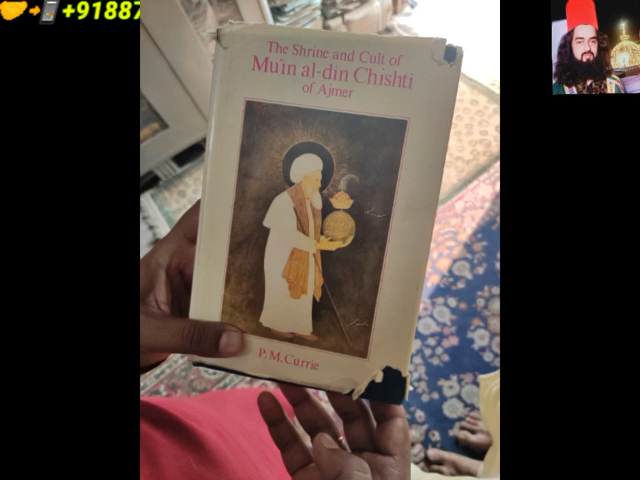 +91887
The Shrine and Cult of
Mu'in al-din Chishti
of Ajmer
P. M. Currie